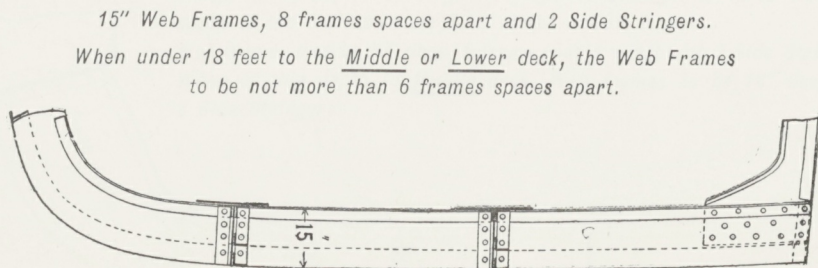 15" Web Frames, 8 frames spaces apart and 2 Side Stringers.
When under 18 feet to the Middle or Lower deck, the Web Frames
to be not more than 6 frames spaces apart.
15"